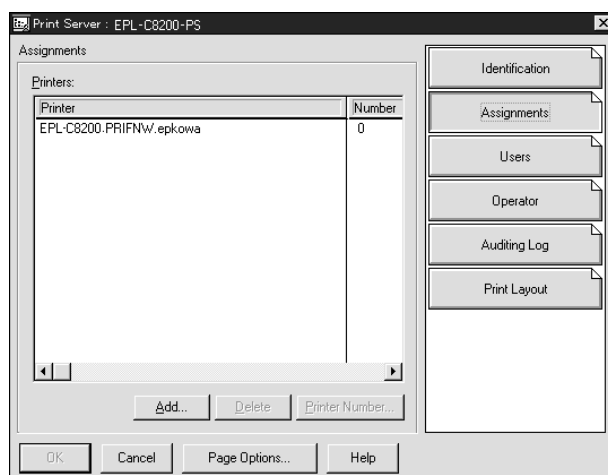 Print Server : EPL-C8200-PS
Assignments
Printers:
Printer Number
EPL-C8200.PRIFNW.epkowa 0
Add... Delete Printer Number...
OK Cancel Page Options... Help
Identification
Assignments
Users
Operator
Auditing Log
Print Layout